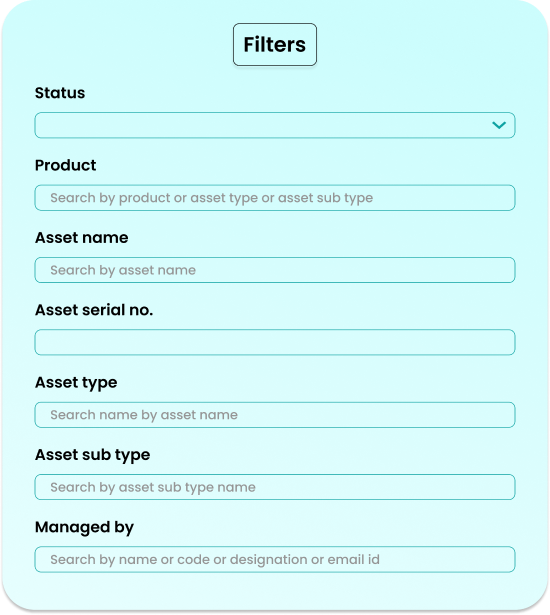 Filters
Status
Product
Search by product or asset type or asset sub type
Asset name
Search by asset name
Asset serial no.
Asset type
Search name by asset name
Asset sub type
Search by asset sub type name
Managed by
Search by name or code or designation or email id